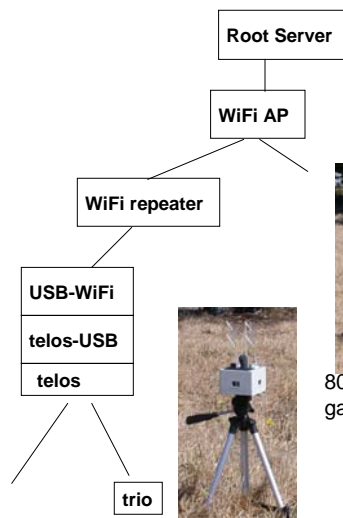 Root Server
WiFi AP
WiFi repeater
USB-WiFi
telos-USB
telos
80
ga
trio